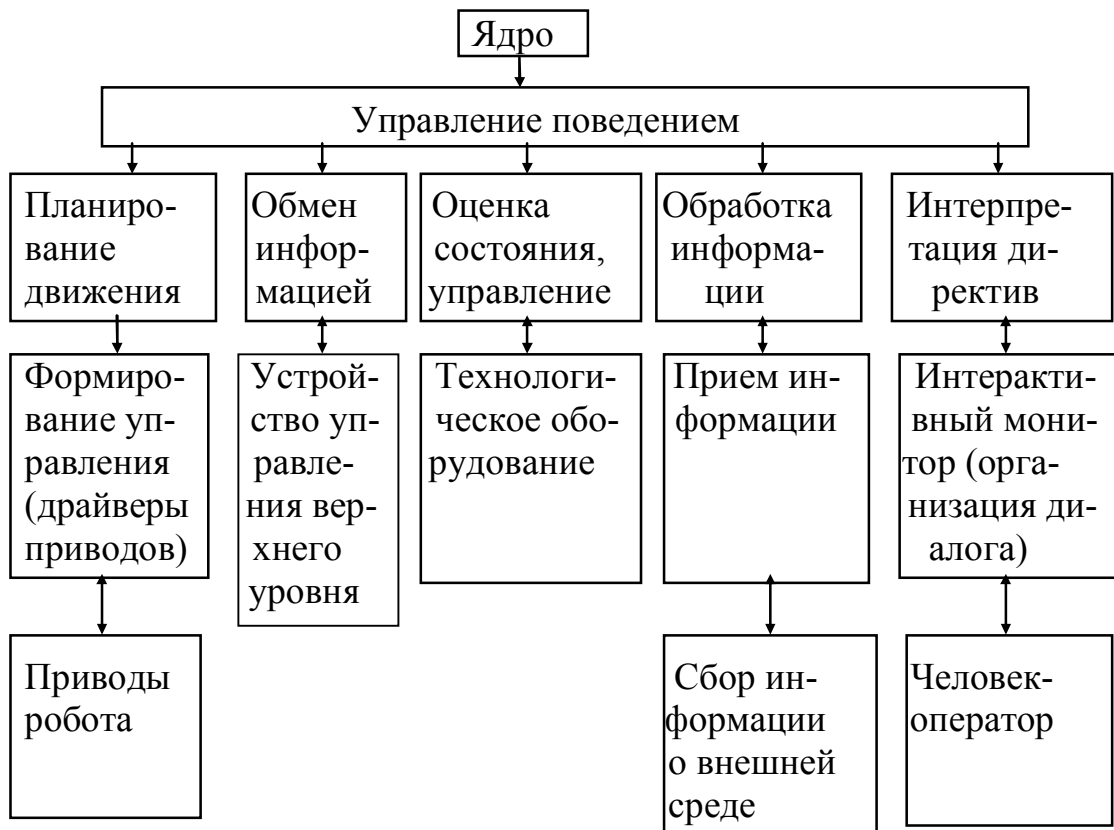 Ядро
Управление поведением
Планиро-
вание
движения
Обмен
инфор-
мацией
Оценка
состояния,
управление
Обработка
информа-
ции
Интерпре-
тация ди-
ректив
Формиро-
вание уп-
равления
(драйверы
приводов)
Устрой-
ство уп-
равле-
ния вер-
хнего
уровня
Технологи-
ческое обо-
рудование
Прием ин-
формации
Интеракти-
вный мони-
тор (орга-
низация ди-
алога)
Приводы
робота
Сбор ин-
формации
о внешней
среде
Человек-
оператор